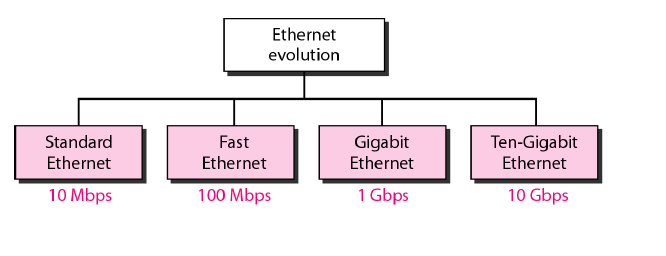 Ethernet
evolution
Standard
Ethernet
10 Mbps
Fast
Ethernet
100 Mbps
Gigabit
Ethernet
1 Gbps
Ten-Gigabit
Ethernet
10 Gbps